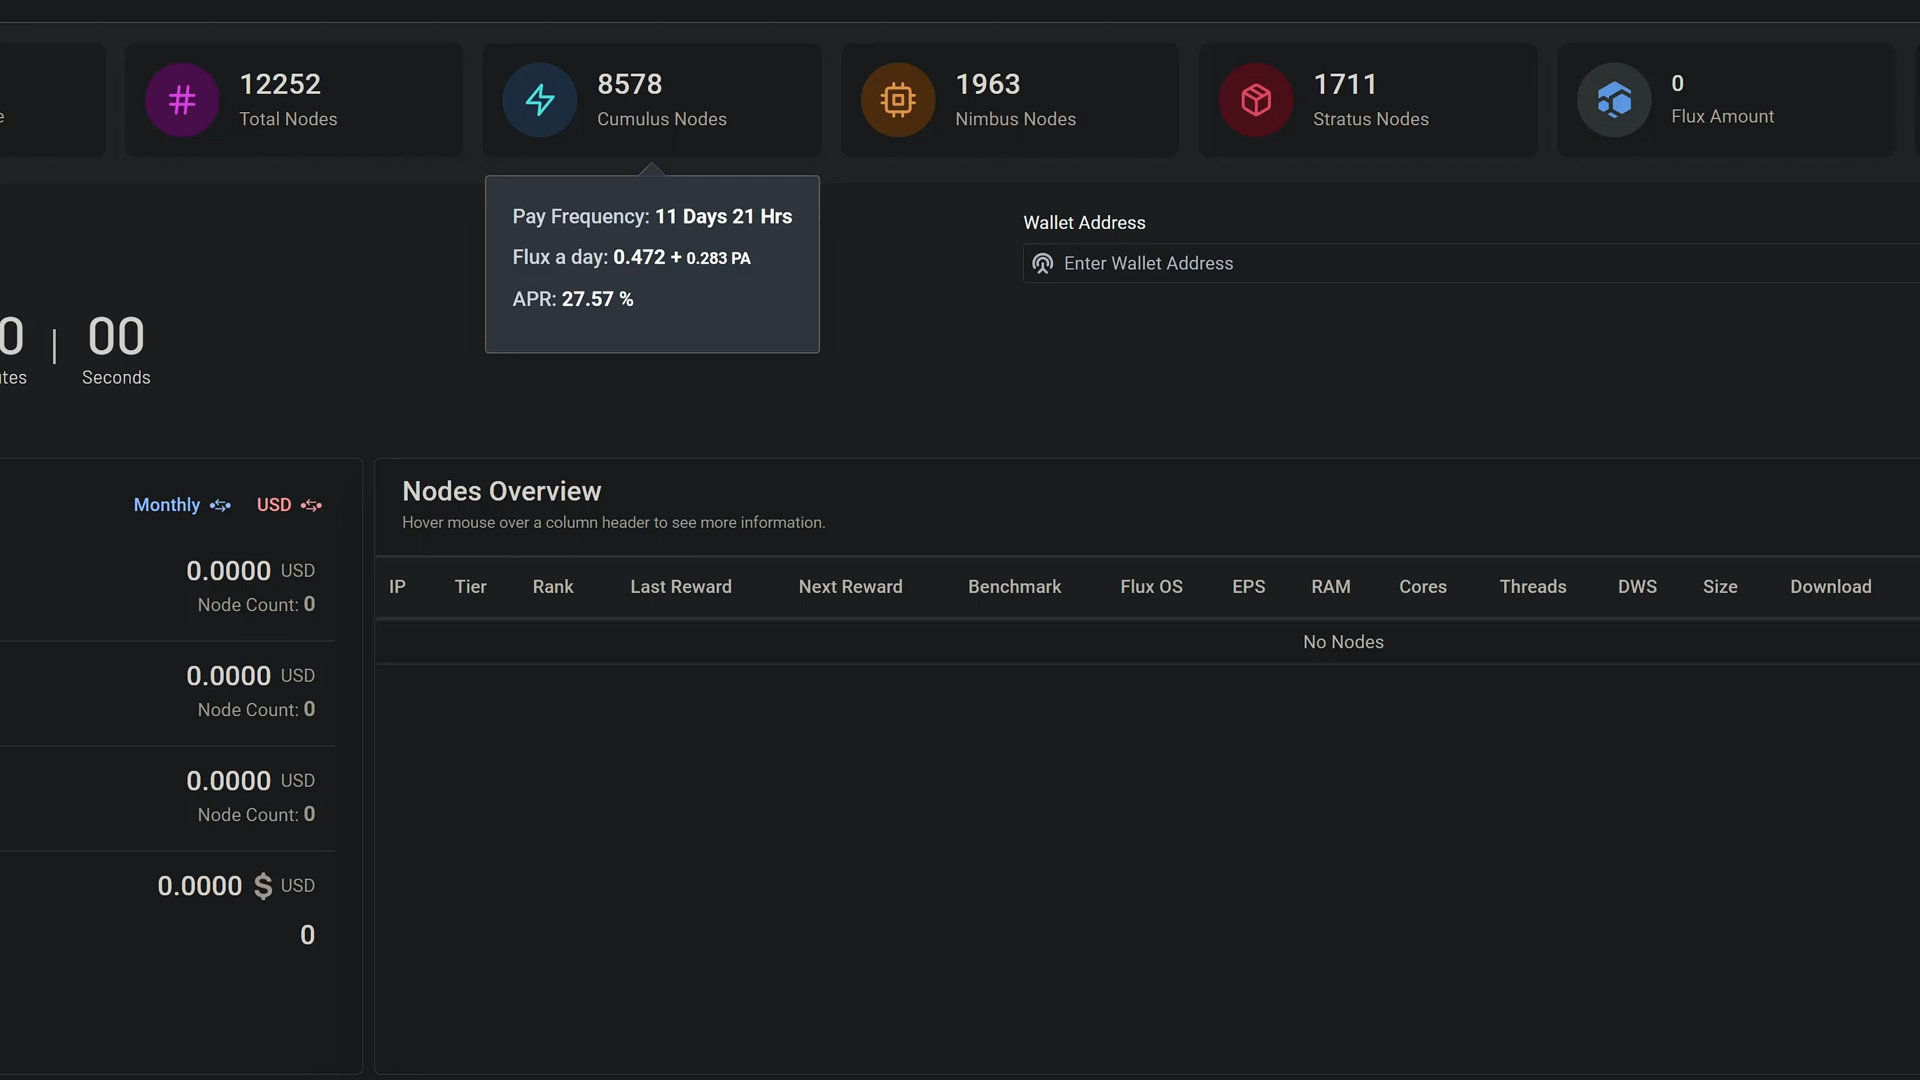 e
12252
Total Nodes
8578
Cumulus Nodes
1963
Nimbus Nodes
1711
Stratus Nodes
0
Flux Amount
Pay Frequency: 11 Days 21 Hrs
Flux a day: 0.472 + 0.283 PA
APR: 27.57 %
Wallet Address
Enter Wallet Address
0 | 00
tes Seconds
Monthly USD
0.0000 USD
Node Count: 0
0.0000 USD
Node Count: 0
0.0000 USD
Node Count: 0
0.0000 $ USD
0
Nodes Overview
Hover mouse over a column header to see more information.
IP Tier Rank Last Reward Next Reward Benchmark Flux OS EPS RAM Cores Threads DWS Size Download
No Nodes